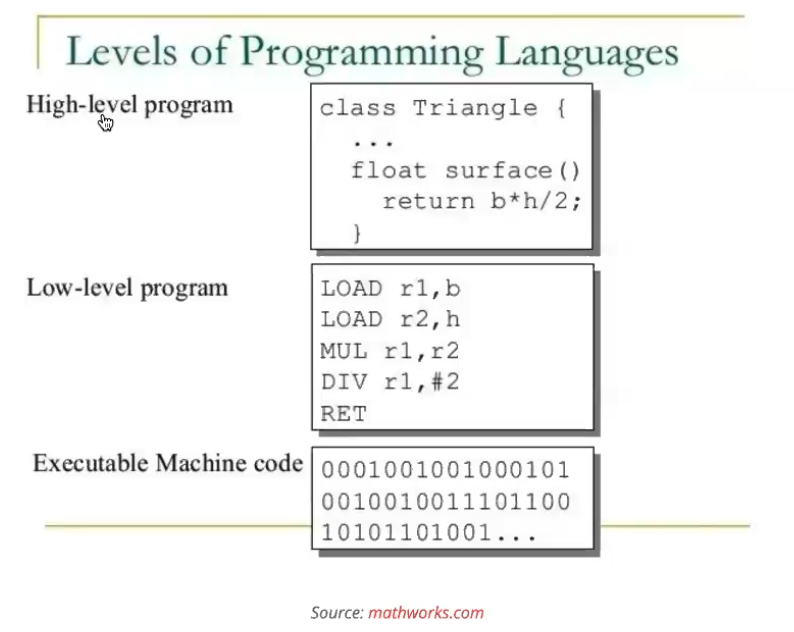 Levels of Programming Languages
High-level program
class Triangle {
...
float surface()
return b*h/2;
}
Low-level program
LOAD r1,b
LOAD r2,h
MUL r1,r2
DIV r1,#2
RET
Executable Machine code
0001001001000101
0010010011101100
10101101001...
Source: mathworks.com